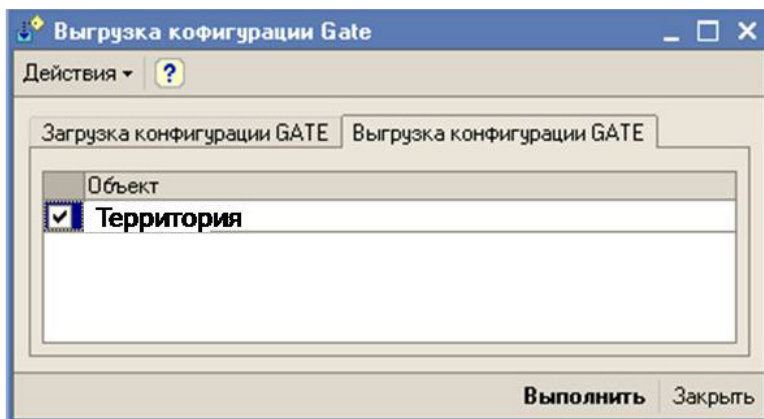 Выгрузка кофигурации Gate
Действия ?
Загрузка конфигурации GATE Выгрузка конфигурации GATE
Объект
Территория
Выполнить Закрыть